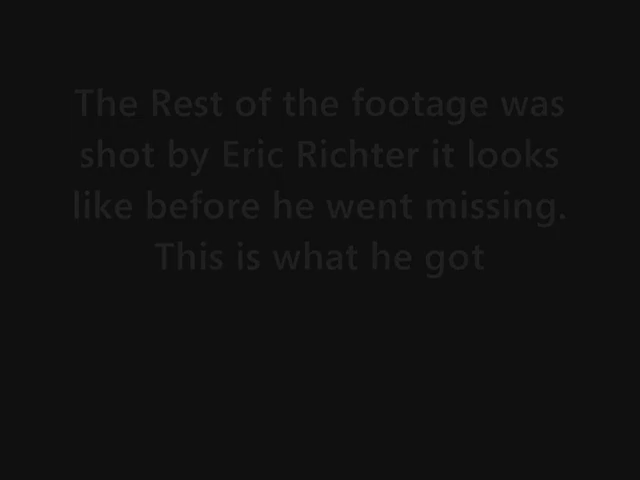 The Rest of the footage was
shot by Eric Richter it looks
like before he went missing.
This is what he got